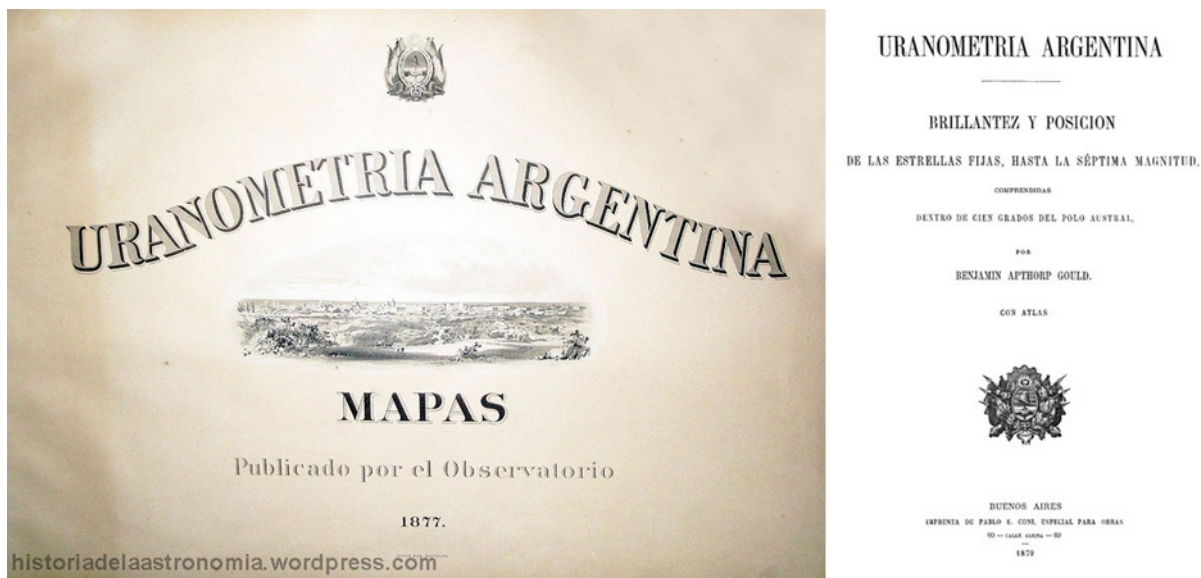 URANOMETRIA ARGENTINA
MAPAS
Publicado por el Observatorio
1877.
historiadelaastronomia.wordpress.com
URANOMETRIA ARGENTINA
BRILLANTEZ Y POSICION
DE LAS ESTRELLAS FIJAS, HASTA LA SÉPTIMA MAGNITUD,
COMPRENDIDAS
DENTRO DE CIEN GRADOS DEL POLO AUSTRAL,
POR
BENJAMIN APTHORP GOULD.
CON ATLAS
BUENOS AIRES
IMPRENTA DE PABLO E. CONI, ESPECIAL PARA OBRAS
60 — CALLE ALSINA — 60
1879